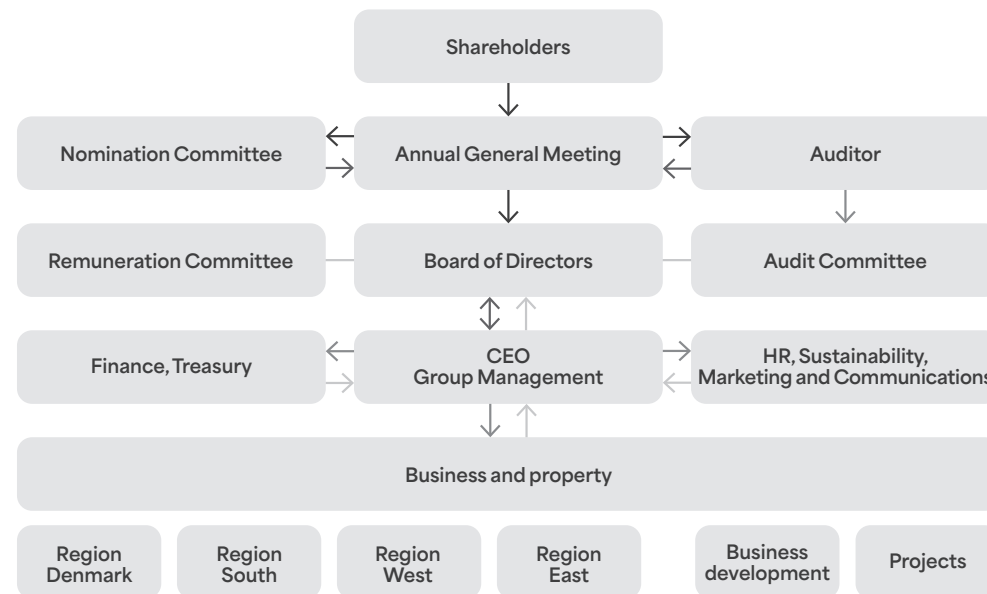 Shareholders
Nomination Committee
Annual General Meeting
Auditor
Remuneration Committee
Board of Directors
Audit Committee
Finance, Treasury
CEO
Group Management
HR, Sustainability,
Marketing and Communications
Business and property
Region
Denmark
Region
South
Region
West
Region
East
Business
development
Projects